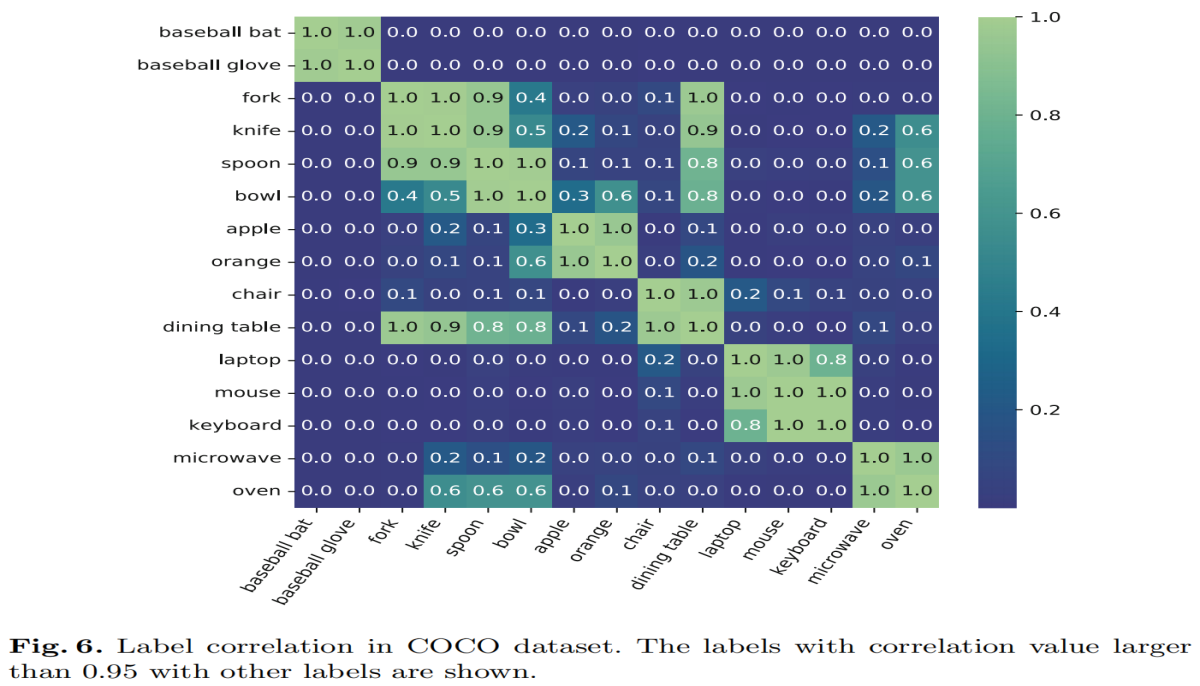 baseball bat 1.0 1.0 0.0 0.0 0.0 0.0 0.0 0.0 0.0 0.0 0.0 0.0 0.0 0.0 0.0
baseball glove 1.0 1.0 0.0 0.0 0.0 0.0 0.0 0.0 0.0 0.0 0.0 0.0 0.0 0.0 0.0
fork 0.0 0.0 1.0 1.0 0.9 0.4 0.0 0.0 0.1 1.0 0.0 0.0 0.0 0.0 0.0
knife 0.0 0.0 1.0 1.0 0.9 0.5 0.2 0.1 0.0 0.9 0.0 0.0 0.0 0.2 0.6
spoon 0.0 0.0 0.9 0.9 1.0 1.0 0.1 0.1 0.1 0.8 0.0 0.0 0.0 0.1 0.6
bowl 0.0 0.0 0.4 0.5 1.0 1.0 0.3 0.6 0.1 0.8 0.0 0.0 0.0 0.2 0.6
apple 0.0 0.0 0.0 0.2 0.1 0.3 1.0 1.0 0.0 0.1 0.0 0.0 0.0 0.0 0.0
orange 0.0 0.0 0.0 0.1 0.1 0.6 1.0 1.0 0.0 0.2 0.0 0.0 0.0 0.0 0.1
chair 0.0 0.0 0.1 0.0 0.1 0.1 0.0 0.0 1.0 1.0 0.2 0.1 0.1 0.0 0.0
dining table 0.0 0.0 1.0 0.9 0.8 0.8 0.1 0.2 1.0 1.0 0.0 0.0 0.0 0.1 0.0
laptop 0.0 0.0 0.0 0.0 0.0 0.0 0.0 0.0 0.2 0.0 1.0 1.0 0.8 0.0 0.0
mouse 0.0 0.0 0.0 0.0 0.0 0.0 0.0 0.0 0.1 0.0 1.0 1.0 1.0 0.0 0.0
keyboard 0.0 0.0 0.0 0.0 0.0 0.0 0.0 0.0 0.1 0.0 0.8 1.0 1.0 0.0 0.0
microwave 0.0 0.0 0.0 0.2 0.1 0.2 0.0 0.0 0.0 0.1 0.0 0.0 0.0 1.0 1.0
oven 0.0 0.0 0.0 0.6 0.6 0.6 0.0 0.1 0.0 0.0 0.0 0.0 0.0 1.0 1.0
baseball bat
baseball glove
fork
knife
spoon
bowl
apple
orange
chair
dining table
laptop
mouse
keyboard
microwave
oven
1.0
0.8
0.6
0.4
0.2
Fig. 6. Label correlation in COCO dataset. The labels with correlation value larger
than 0.95 with other labels are shown.